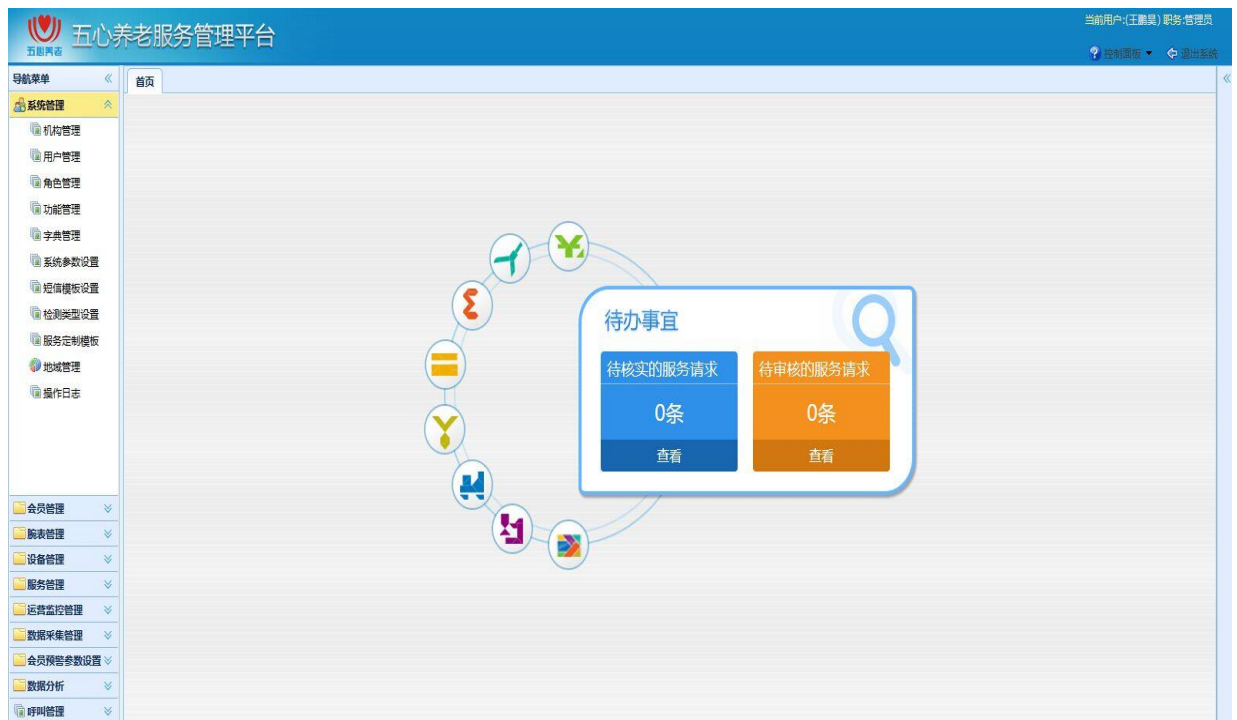 五心养老
五心养老服务管理平台
当前用户:(王鹏昊) 职务:管理员
控制面板
退出系统
导航菜单
首页
系统管理
机构管理
用户管理
角色管理
功能管理
字典管理
系统参数设置
短信模板设置
检测类型设置
服务定制模板
地域管理
操作日志
待办事宜
待核实的服务请求
待审核的服务请求
0条
0条
查看
查看
会员管理
腕表管理
设备管理
服务管理
运营监控管理
数据采集管理
会员预警参数设置
数据分析
呼叫管理